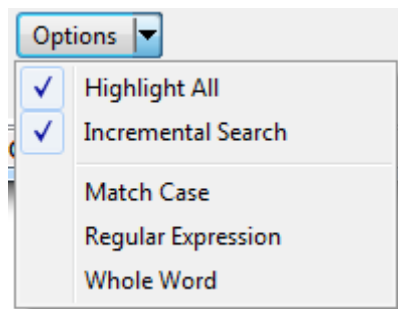 Options
Highlight All
Incremental Search
Match Case
Regular Expression
Whole Word